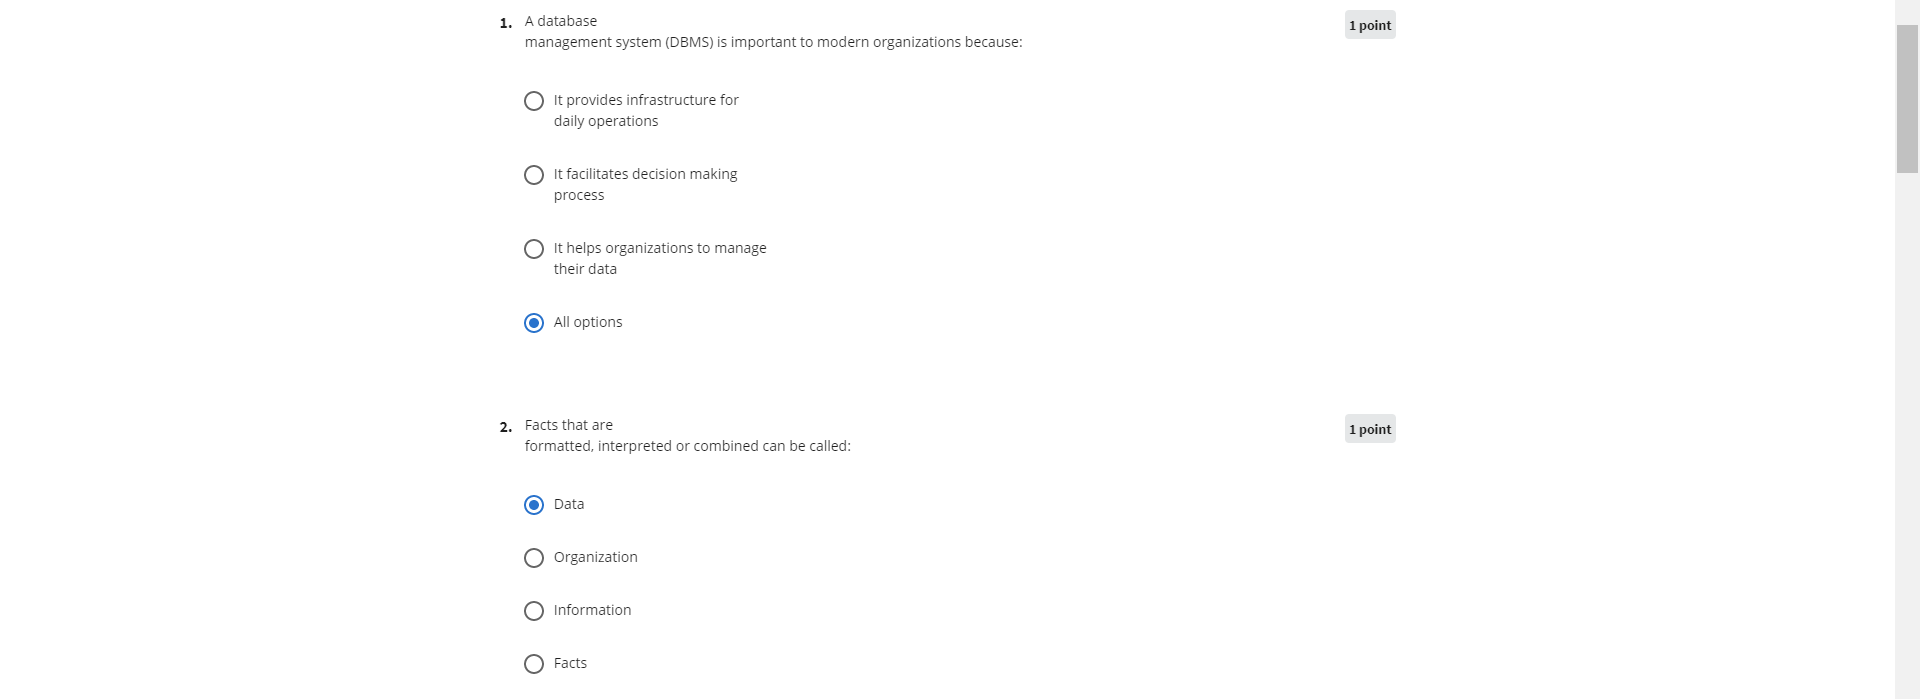 1. A database 1 point
management system (DBMS) is important to modern organizations because:
It provides infrastructure for
daily operations
It facilitates decision making
process
It helps organizations to manage
their data
All options
2. Facts that are 1 point
formatted, interpreted or combined can be called:
Data
Organization
Information
Facts